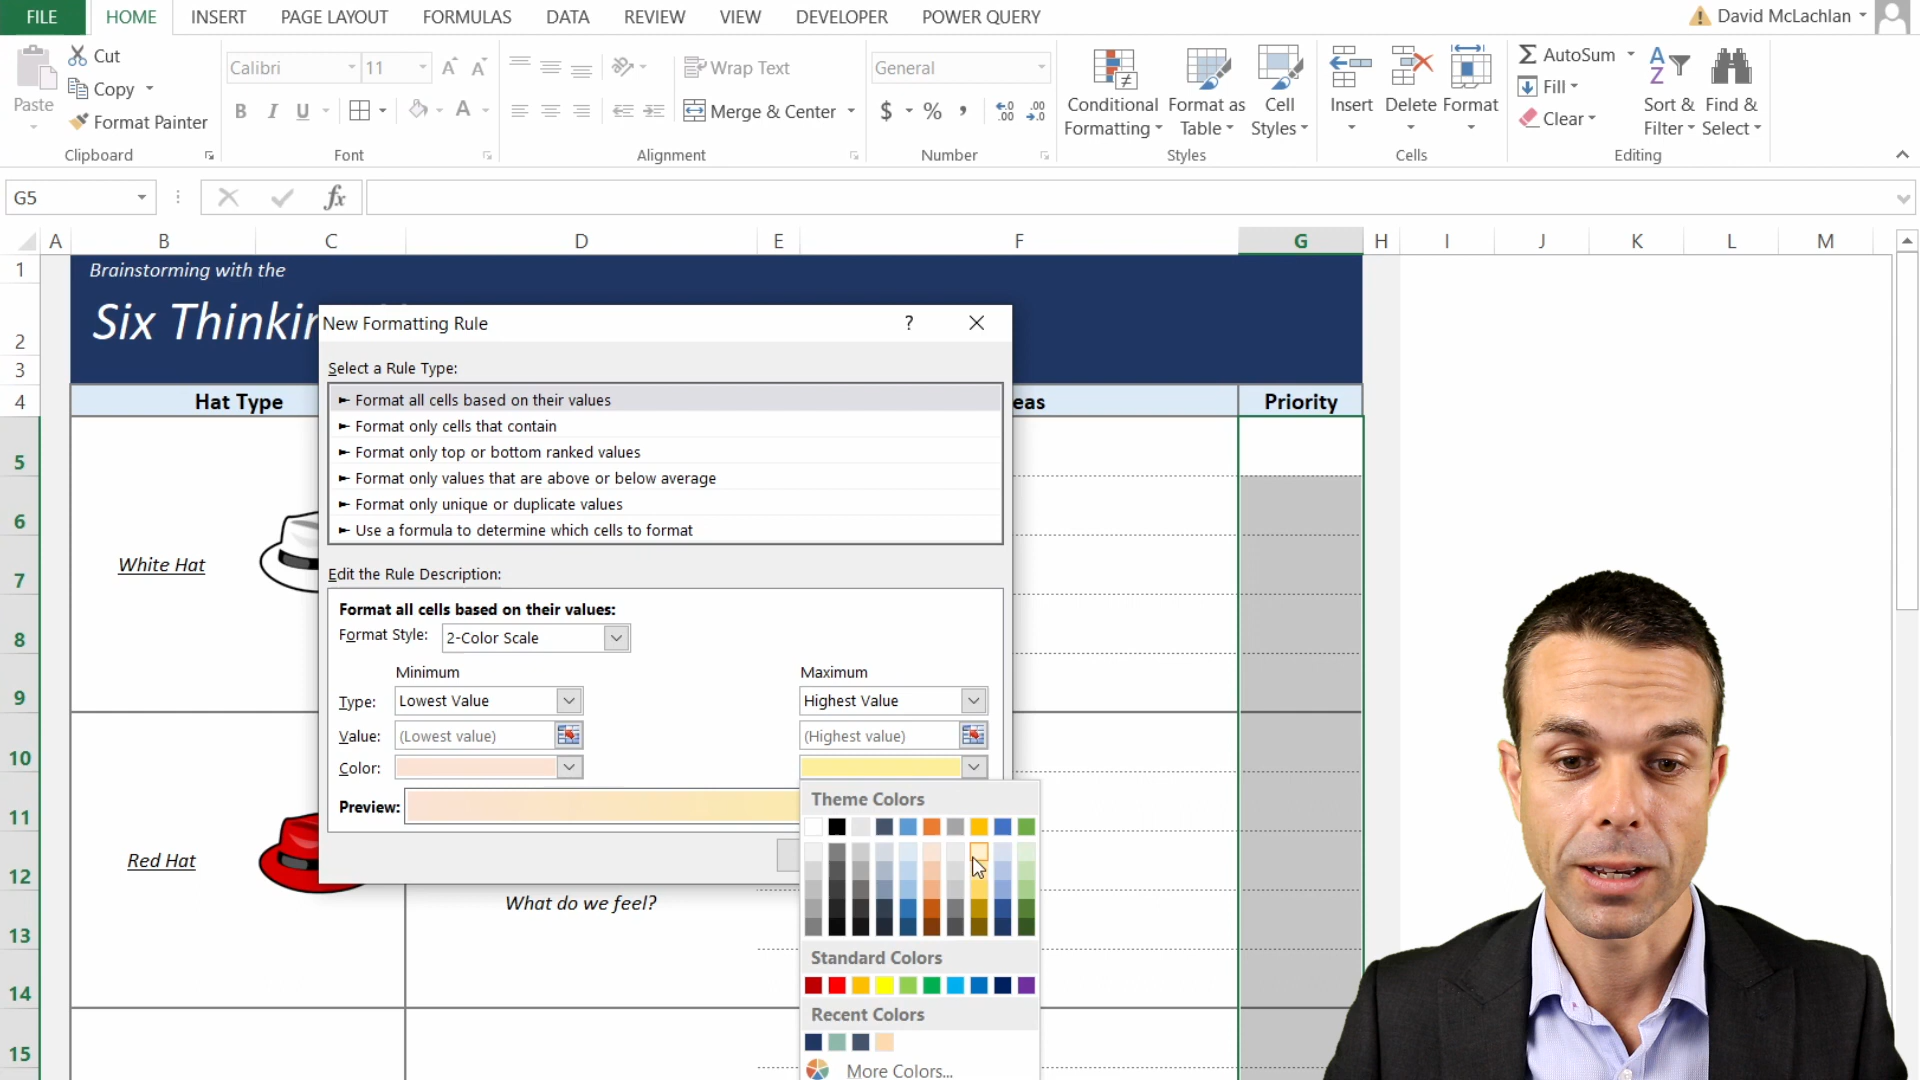 FILE HOME INSERT PAGE LAYOUT FORMULAS DATA REVIEW VIEW DEVELOPER POWER QUERY David McLachlan
Paste
Cut
Copy
Format Painter
Clipboard
Calibri 11
B I U
Font
Wrap Text
Merge & Center
Alignment
General
$ % ,
Number
Conditional
Formatting
Format as
Table
Cell
Styles
Styles
Insert Delete Format
Cells
AutoSum
Fill
Clear
Sort &
Filter
Find &
Select
Editing
G5
fx
A B C D E F G H I J K L M
1
2
3
4
5
6
7
8
9
10
11
12
13
14
15
Brainstorming with the
Six Thinkin
Hat Type
eas
Priority
White Hat
Red Hat
What do we feel?
New Formatting Rule ?
Select a Rule Type:
► Format all cells based on their values
► Format only cells that contain
► Format only top or bottom ranked values
► Format only values that are above or below average
► Format only unique or duplicate values
► Use a formula to determine which cells to format
Edit the Rule Description:
Format all cells based on their values:
Format Style: 2-Color Scale
Minimum Maximum
Type: Lowest Value Highest Value
Value: (Lowest value) (Highest value)
Color:
Preview:
Theme Colors
Standard Colors
Recent Colors
More Colors...